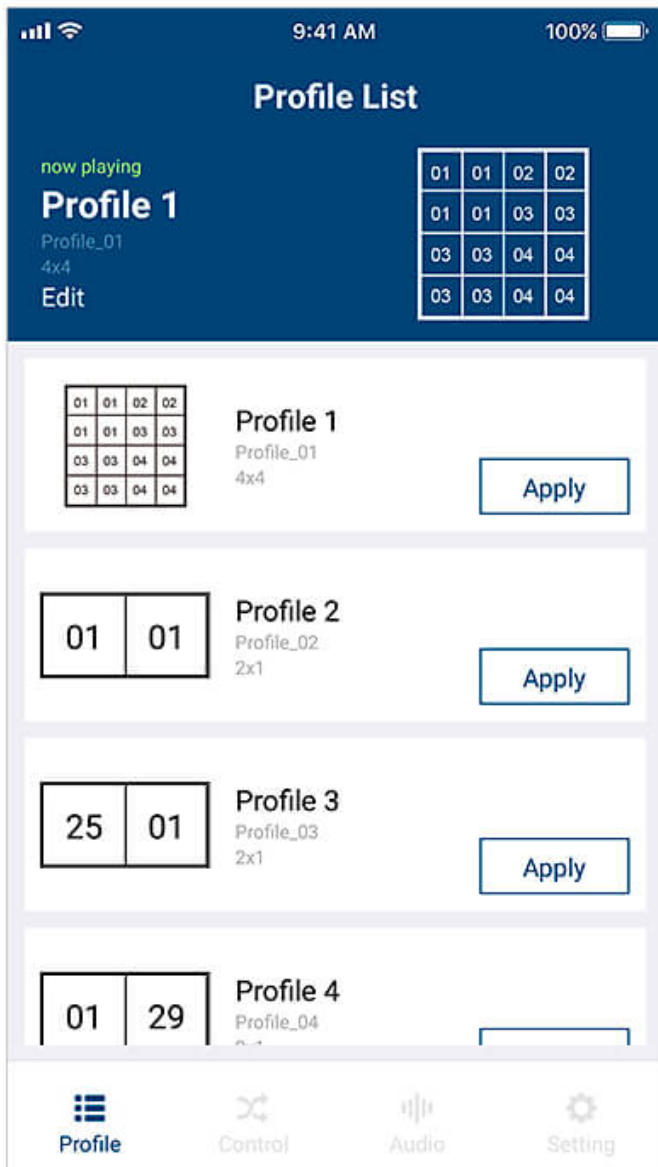 9:41 AM 100%
Profile List
now playing
Profile 1
Profile_01
4x4
Edit
01 01 02 02
01 01 03 03
03 03 04 04
03 03 04 04
01 01 02 02
01 01 03 03
03 03 04 04
03 03 04 04
Profile 1
Profile_01
4x4
Apply
01 01
Profile 2
Profile_02
2x1
Apply
25 01
Profile 3
Profile_03
2x1
Apply
01 29
Profile 4
Profile_04
Profile Control Audio Setting